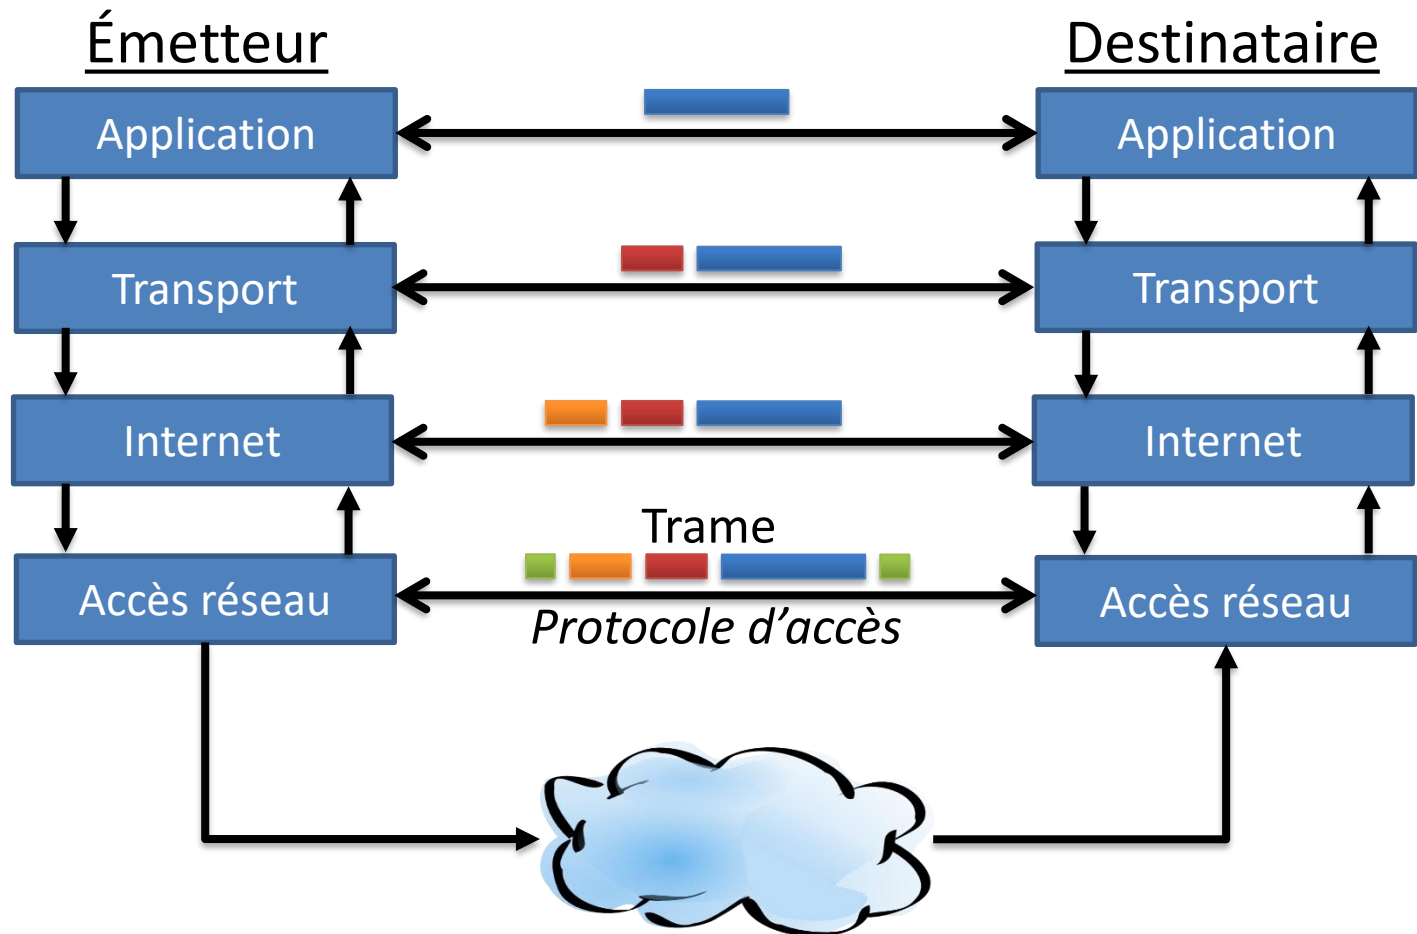 Émetteur
Destinataire
Application
Application
Transport
Transport
Internet
Internet
Trame
Accès réseau
Accès réseau
Protocole d’accès